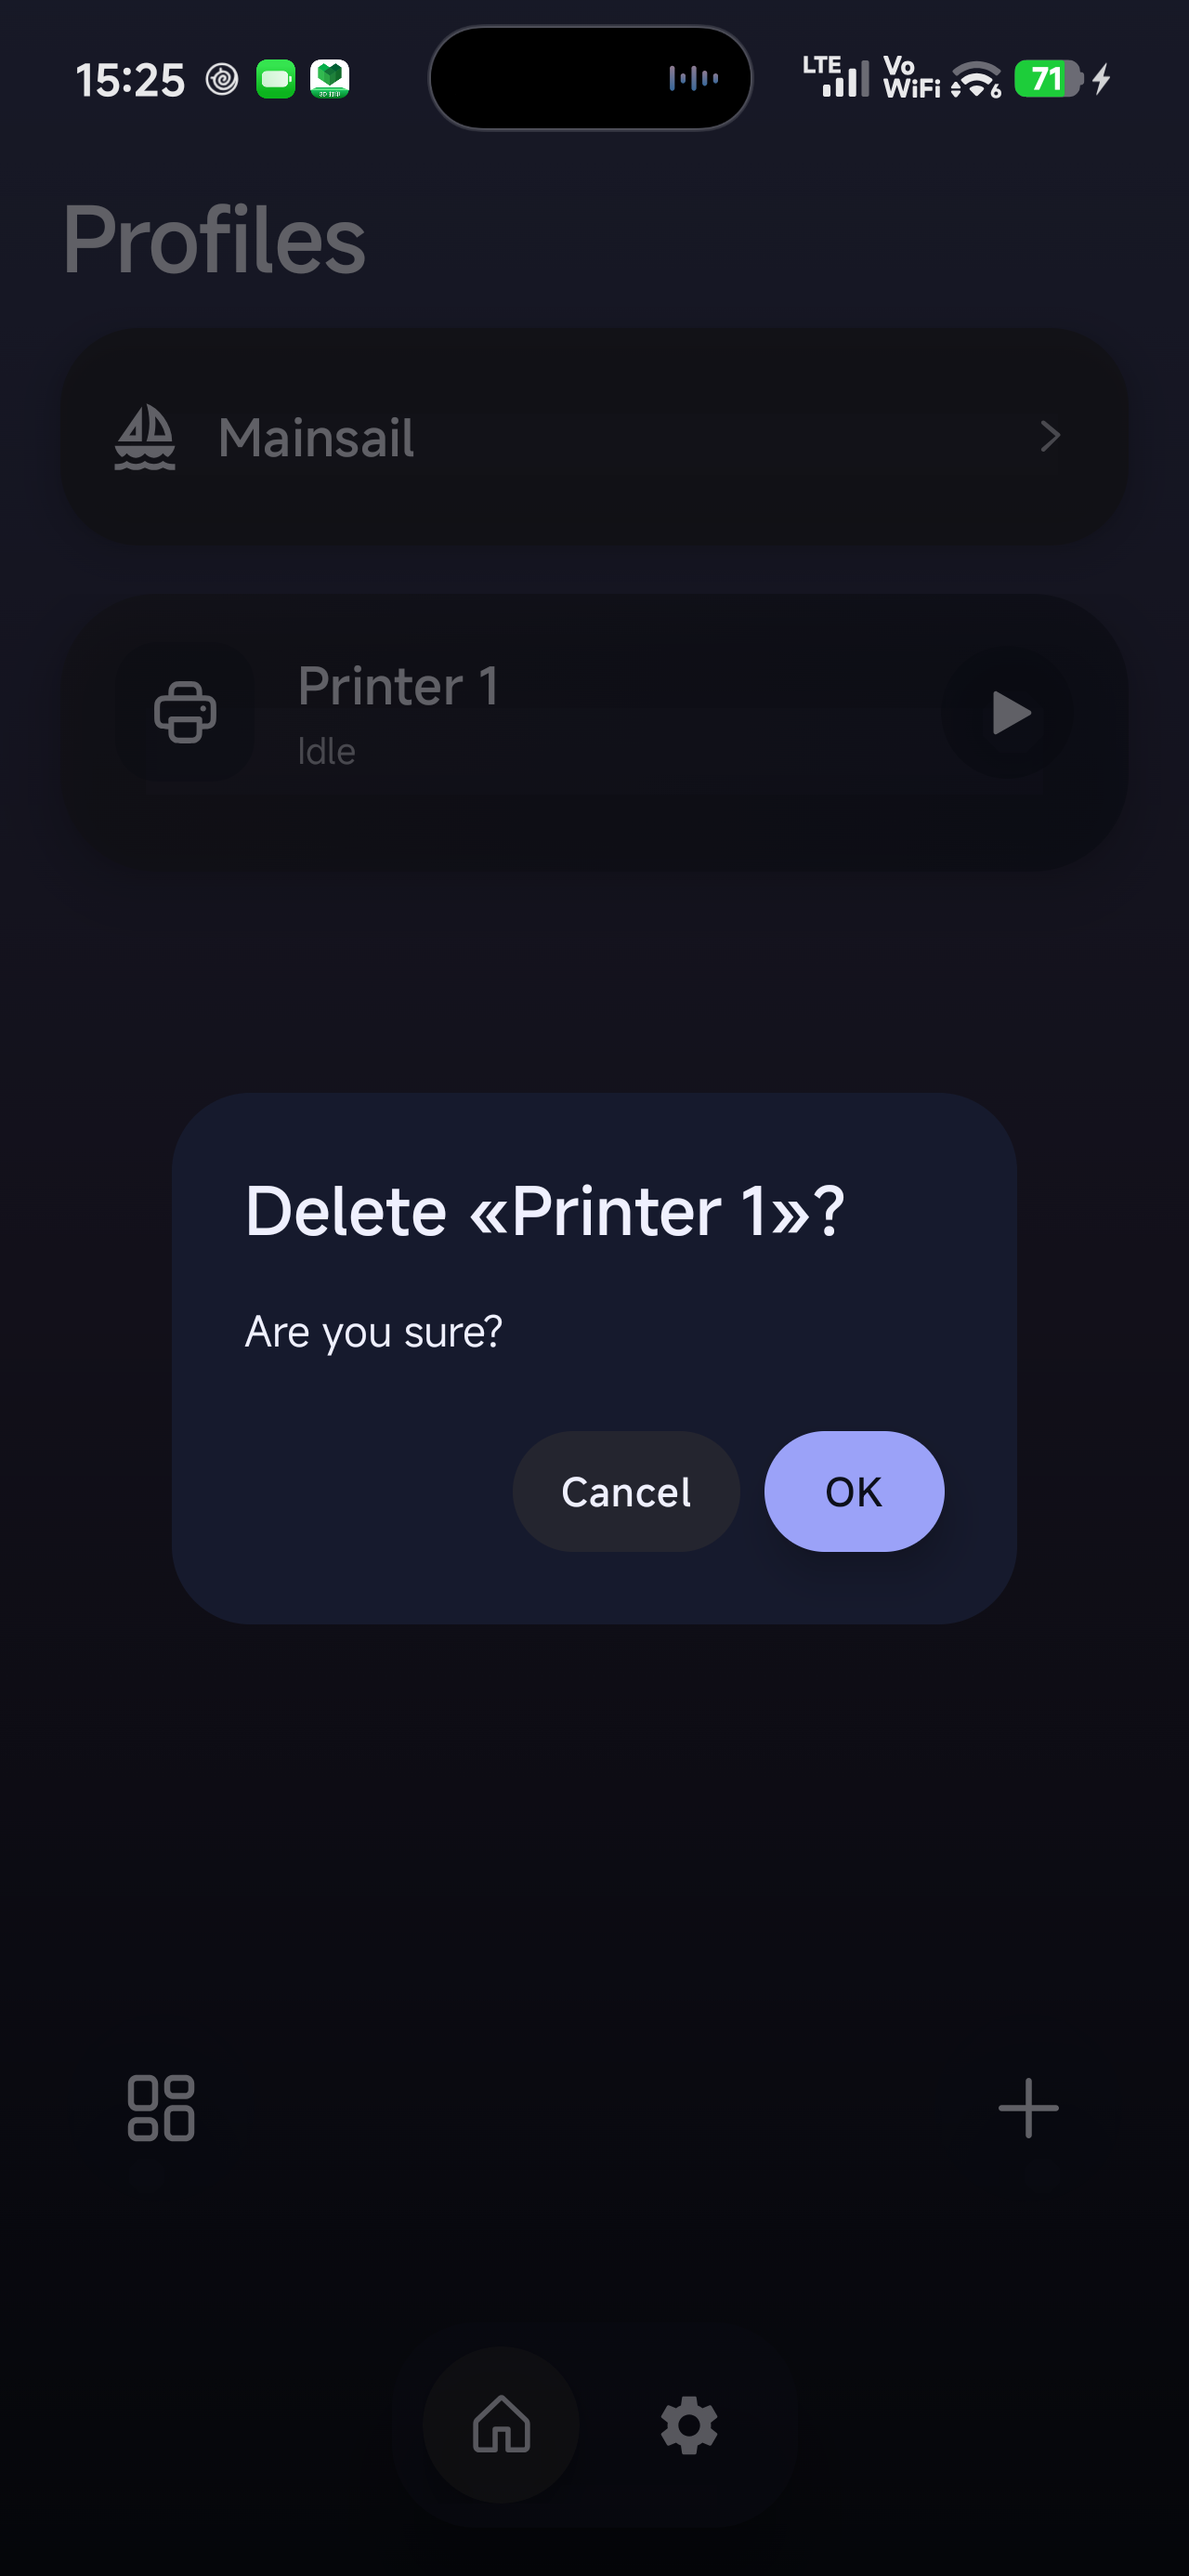 15:25
LTE
Vo
WiFi
6
71
Profiles
Mainsail
Printer 1
Idle
Delete «Printer 1»?
Are you sure?
Cancel
OK